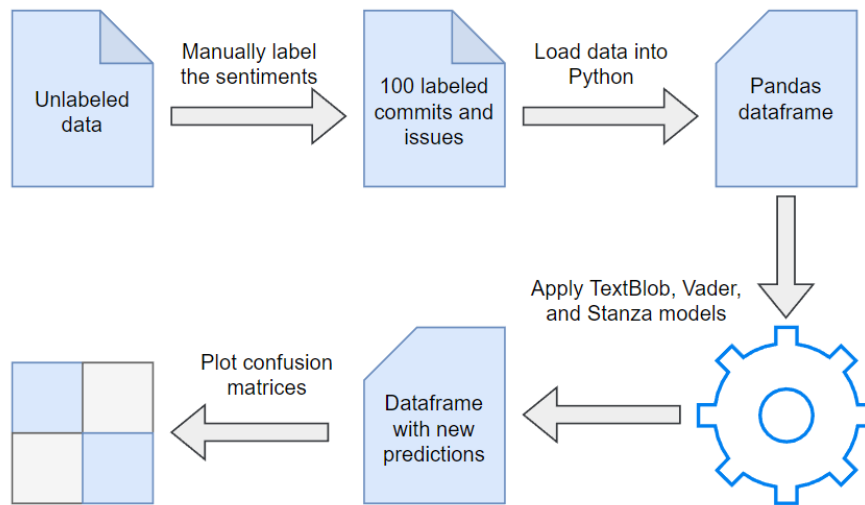 Unlabeled
data
Manually label
the sentiments
100 labeled
commits and
issues
Load data into
Python
Pandas
dataframe
Apply TextBlob, Vader,
and Stanza models
Dataframe
with new
predictions
Plot confusion
matrices